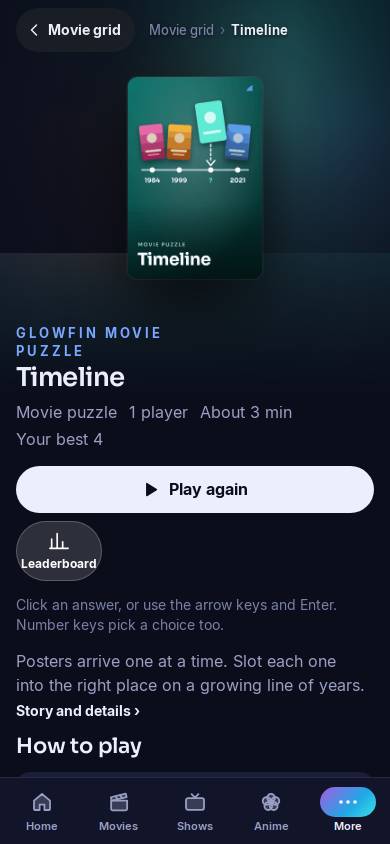 Movie grid
Movie grid › Timeline
1984 1999 ? 2021
MOVIE PUZZLE
Timeline
GLOWFIN MOVIE
PUZZLE
Timeline
Movie puzzle 1 player About 3 min
Your best 4
Play again
Leaderboard
Click an answer, or use the arrow keys and Enter.
Number keys pick a choice too.
Posters arrive one at a time. Slot each one
into the right place on a growing line of years.
Story and details ›
How to play
Home Movies Shows Anime More